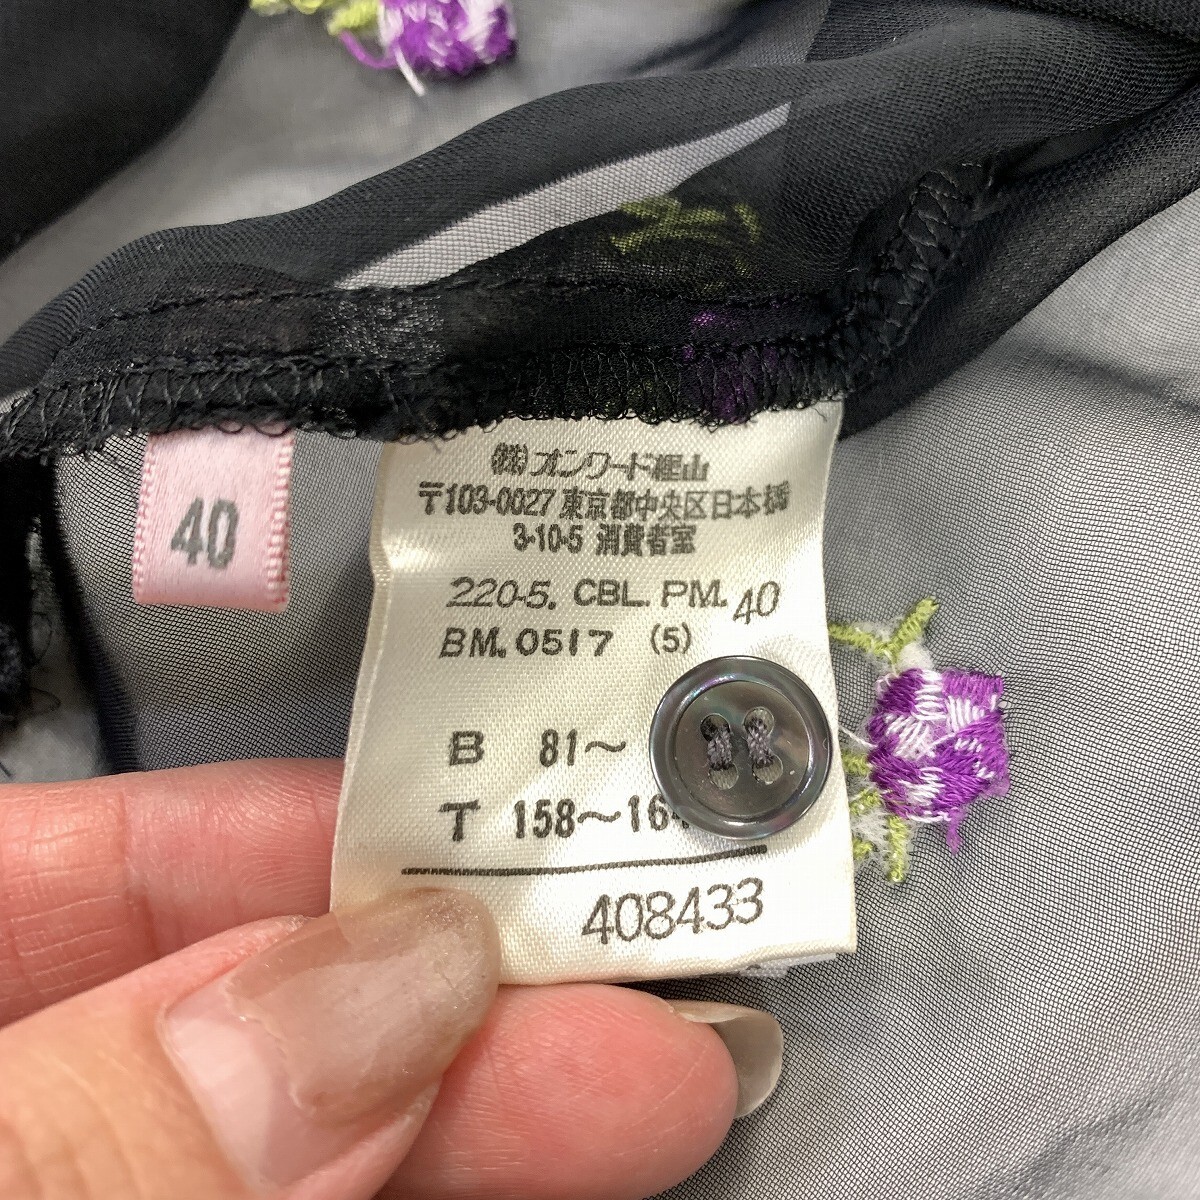 40
㈱オンワード樫山
〒103-0027 東京都中央区日本橋
3-10-5 消費者室
220-5. CBL. PM. 40
BM. 0517 (5)
B 81〜
T 158〜164
408433